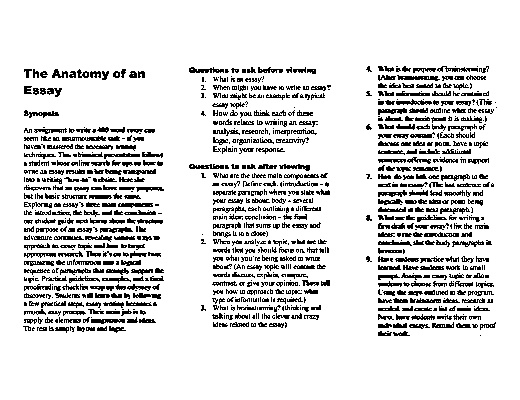 The Anatomy of an
Essay
Synopsis
An assignment to write a 400 word essay can
seem like an insurmountable task – if you
haven't mastered the necessary writing
techniques. This whimsical presentation follows
a student whose online search for tips on how to
write an essay results in her being transported
into a writing "how-to" website. Here she
discovers that an essay can have many purposes,
but the basic structure remains the same.
Exploring an essay's three main components –
the introduction, the body, and the conclusion –
our student guide next learns about the structure
and purpose of an essay's paragraphs. The
adventure continues, revealing various ways to
approach an essay topic and how to target
appropriate research. Then it's on to
organizing the information into a logical
sequence of paragraphs that strongly support the
topic. Practical guidelines, examples, and a final
proofreading checklist wrap up this odyssey of
discovery. Students will learn that by following
a few practical steps, essay writing becomes a
smooth, easy process. Their main job is to
supply the elements of imagination and ideas.
The rest is simply layout and logic.
Questions to ask before viewing
1. What is an essay?
2. When might you have to write an essay?
3. What might be an example of a typical
essay topic?
4. How do you think each of these
words relates to writing an essay:
analysis, research, interpretation,
logic, organization, creativity?
Explain your response.
Questions to ask after viewing
1. What are the three main components of
an essay? Define each. (introduction – a
separate paragraph where you state what
your essay is about; body – several
paragraphs, each outlining a different
main idea; conclusion – the final
paragraph that sums up the essay and
brings it to a close)
2. When you analyze a topic, what are the
words that you should focus on, that tell
you what you're being asked to write
about? (An essay topic will contain the
words discuss, explain, compare,
contrast, or give your opinion. These tell
you how to approach the topic; what
type of information is required.)
3. What is brainstorming? (thinking and
talking about all the clever and crazy
ideas related to the essay)
4. What is the purpose of brainstorming?
(After brainstorming, you can choose
the idea best suited to the topic.)
5. What information should be contained
in the introduction to your essay? (This
paragraph should outline what the essay
is about, the main point it is making.)
6. What should each body paragraph of
your essay contain? (Each should
discuss one idea or point, have a topic
sentence, and include additional
sentences offering evidence in support
of the topic sentence.)
7. How do you link one paragraph to the
next in an essay? (The last sentence of
a paragraph should lead smoothly and
logically into the idea or point being
discussed at the next paragraph.)
8. What are the guidelines for writing a
first draft of your essay? (list the main
ideas; write the introduction and
conclusion, slot the body paragraphs in
between)
9. Have students practice what they have
learned. Have students work in small
groups. Assign an essay topic or allow
students to choose from different topics.
Using the steps outlined in the program,
have them brainstorm ideas, research as
needed, and create a list of main ideas.
Next, have students write their own
individual essays. Remind them to proof
their work.